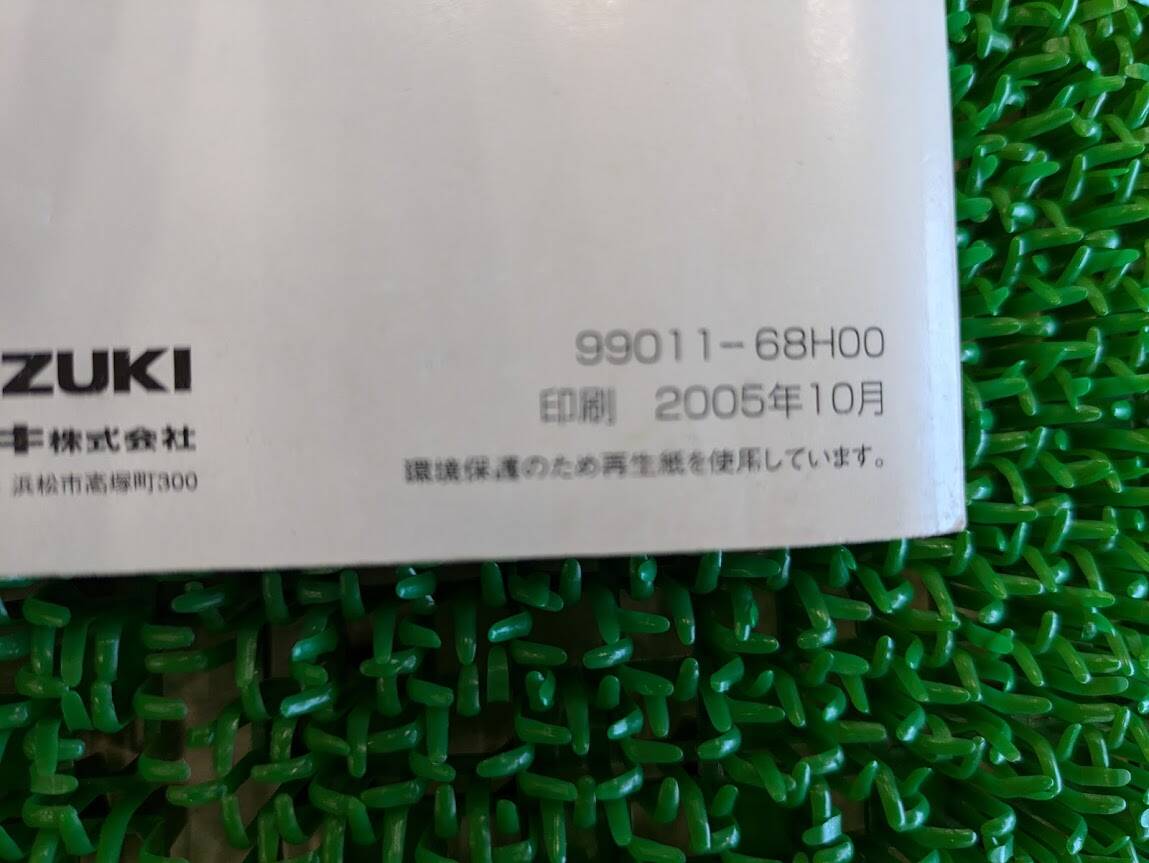 ZUKI
キ株式会社
浜松市高塚町300
99011-68H00
印刷 2005年10月
環境保護のため再生紙を使用しています。